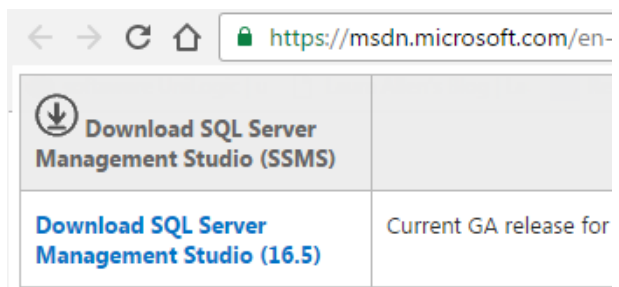 https://msdn.microsoft.com/en-
Download SQL Server
Management Studio (SSMS)
Download SQL Server
Management Studio (16.5)
Current GA release for